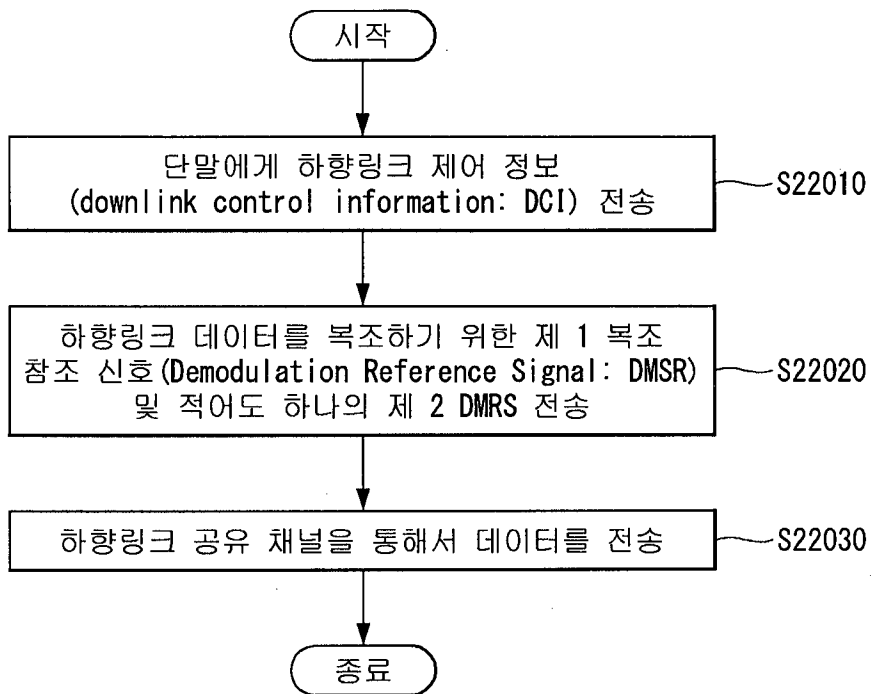 시작
단말에게 하향링크 제어 정보
(downlink control information: DCI) 전송
S22010
하향링크 데이터를 복조하기 위한 제 1 복조
참조 신호(Demodulation Reference Signal: DMSR)
및 적어도 하나의 제 2 DMRS 전송
S22020
하향링크 공유 채널을 통해서 데이터를 전송
S22030
종료